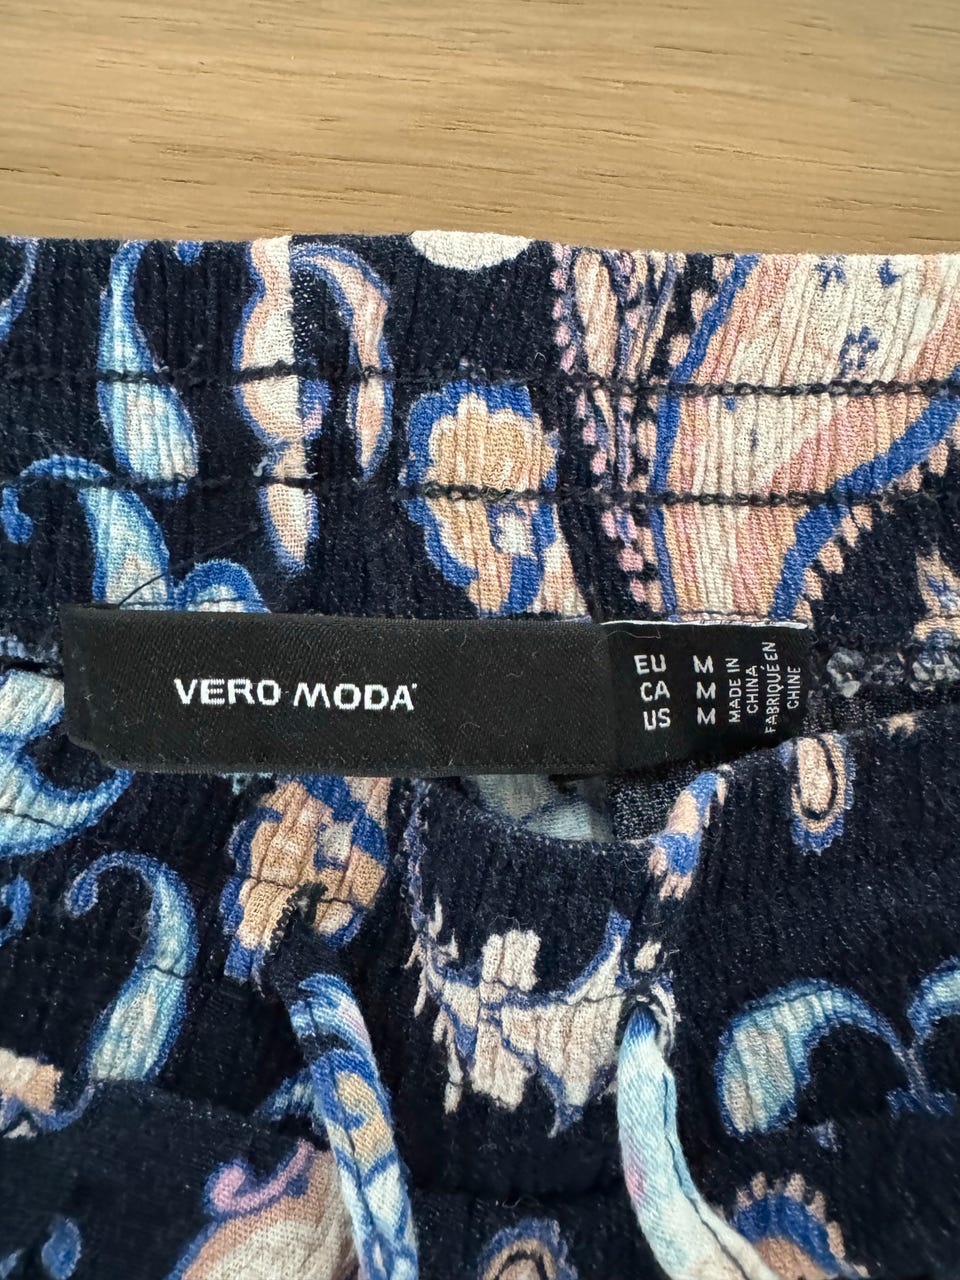 VERO MODA
EU M
CA M
US M
MADE IN
CHINA
FABRIQUÉ EN
CHINE